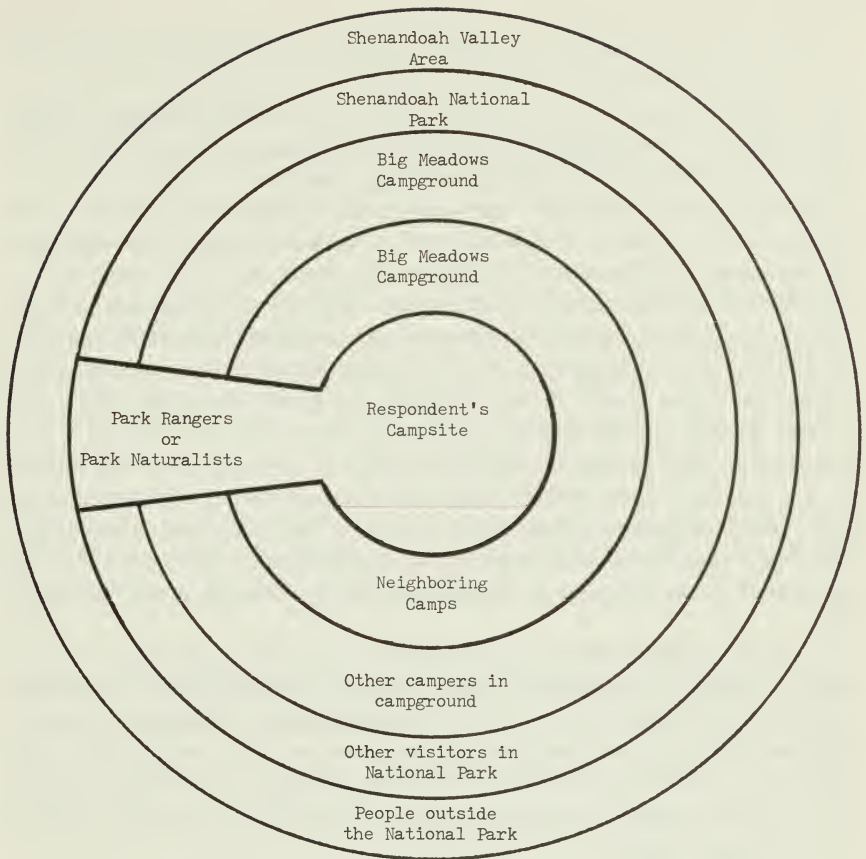 Shenandoah Valley
Area
Shenandoah National
Park
Big Meadows
Campground
Big Meadows
Campground
Park Rangers
or
Park Naturalists
Respondent's
Campsite
Neighboring
Camps
Other campers in
campground
Other visitors in
National Park
People outside
the National Park